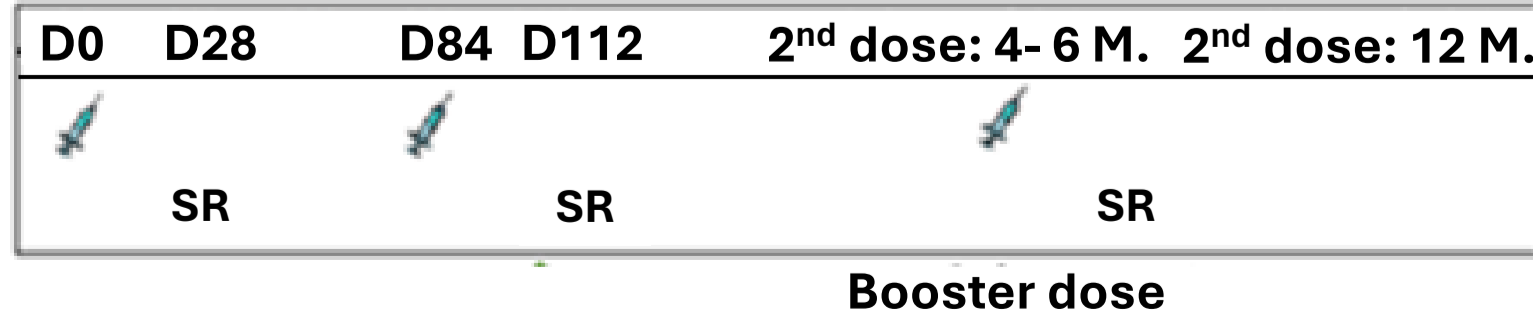 D0 D28 D84 D112 2nd dose: 4- 6 M. 2nd dose: 12 M.
SR SR SR
Booster dose